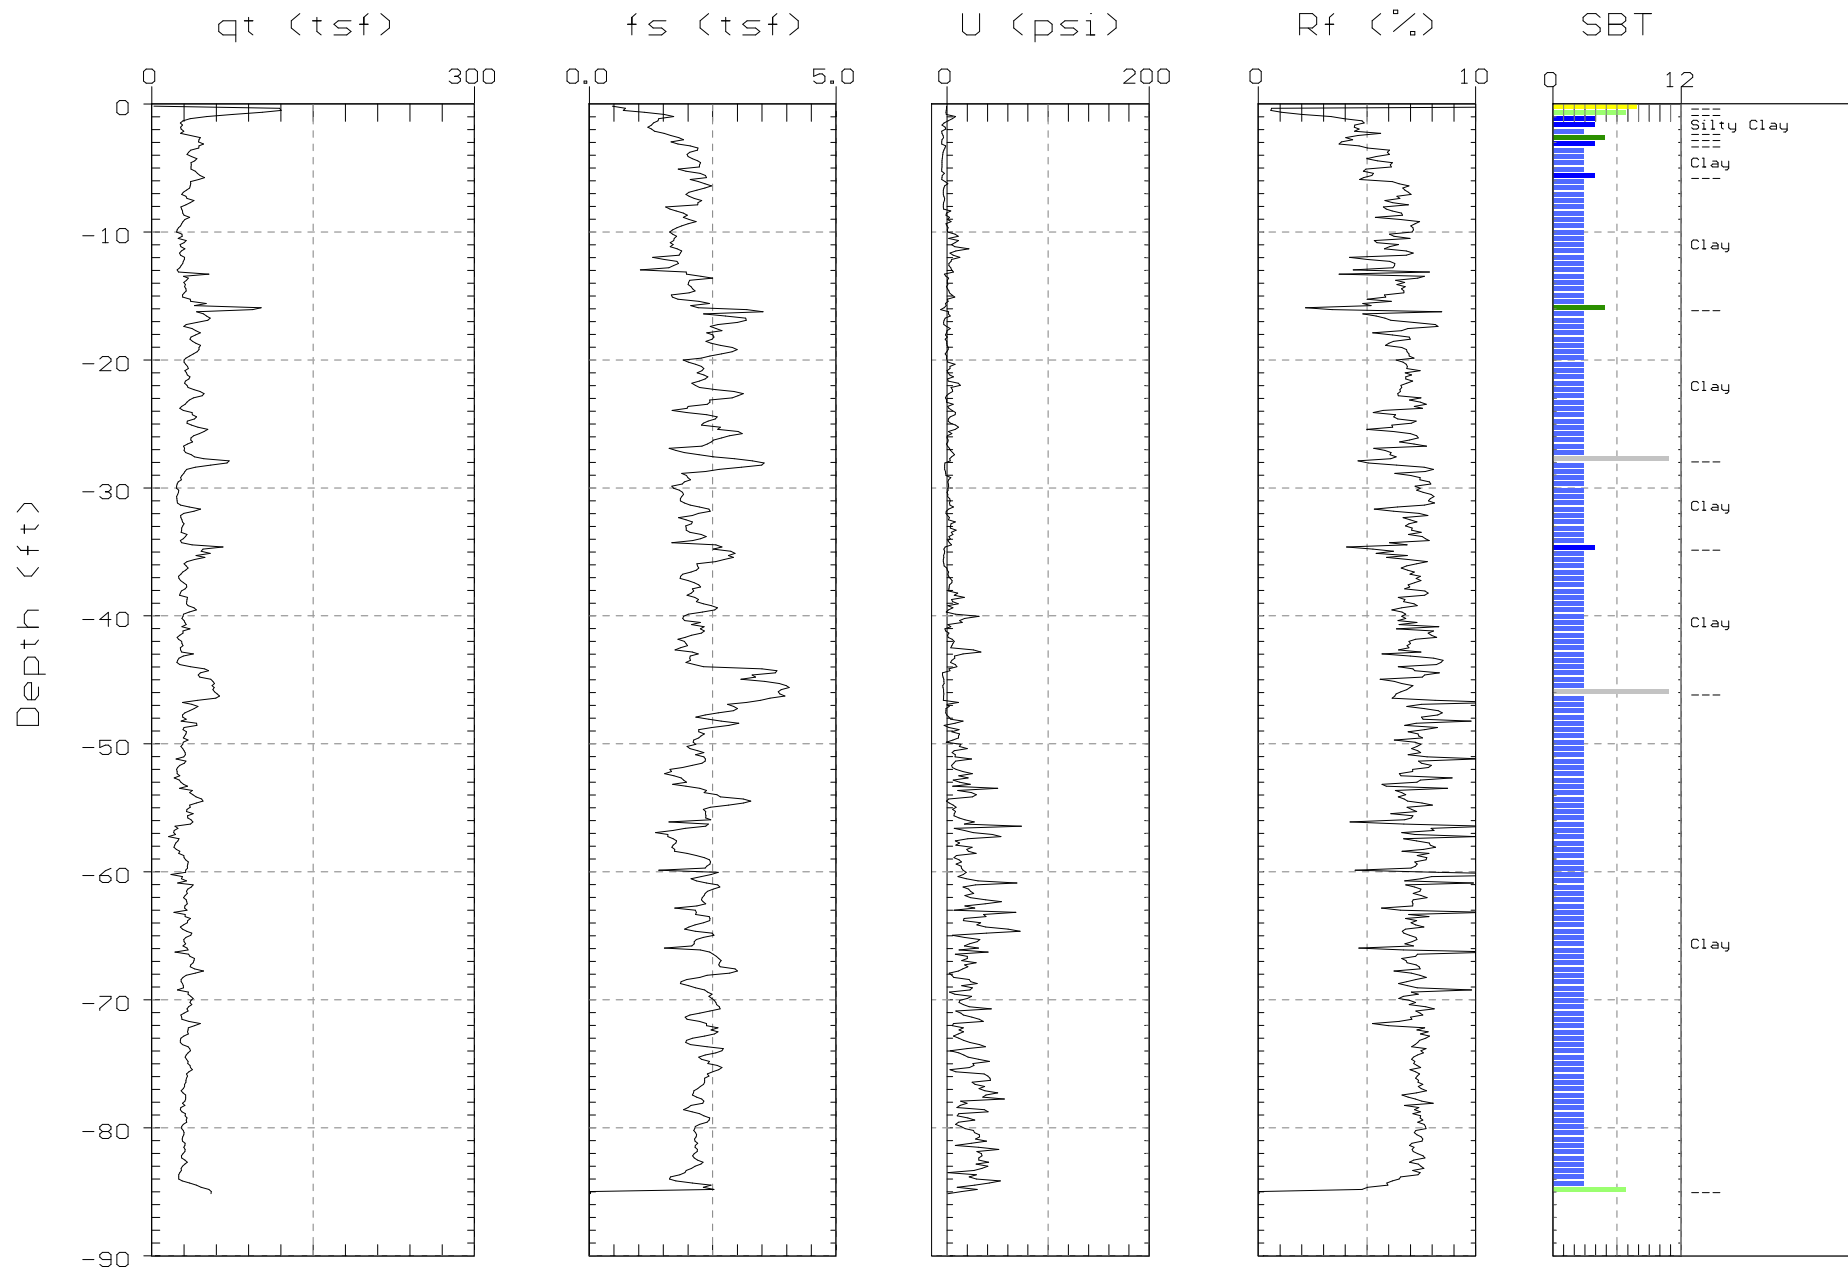 qt (tsf) fs (tsf) U (psi) Rf (%) SBT
0 300 0.0 5.0 0 200 0 10 0 12
0
---
---
Silty Clay
---
---
---
Clay
---
-10
Clay
---
-20
Clay
---
-30
Clay
---
Depth (ft)
-40
Clay
---
-50
-60
Clay
-70
-80
---
-90